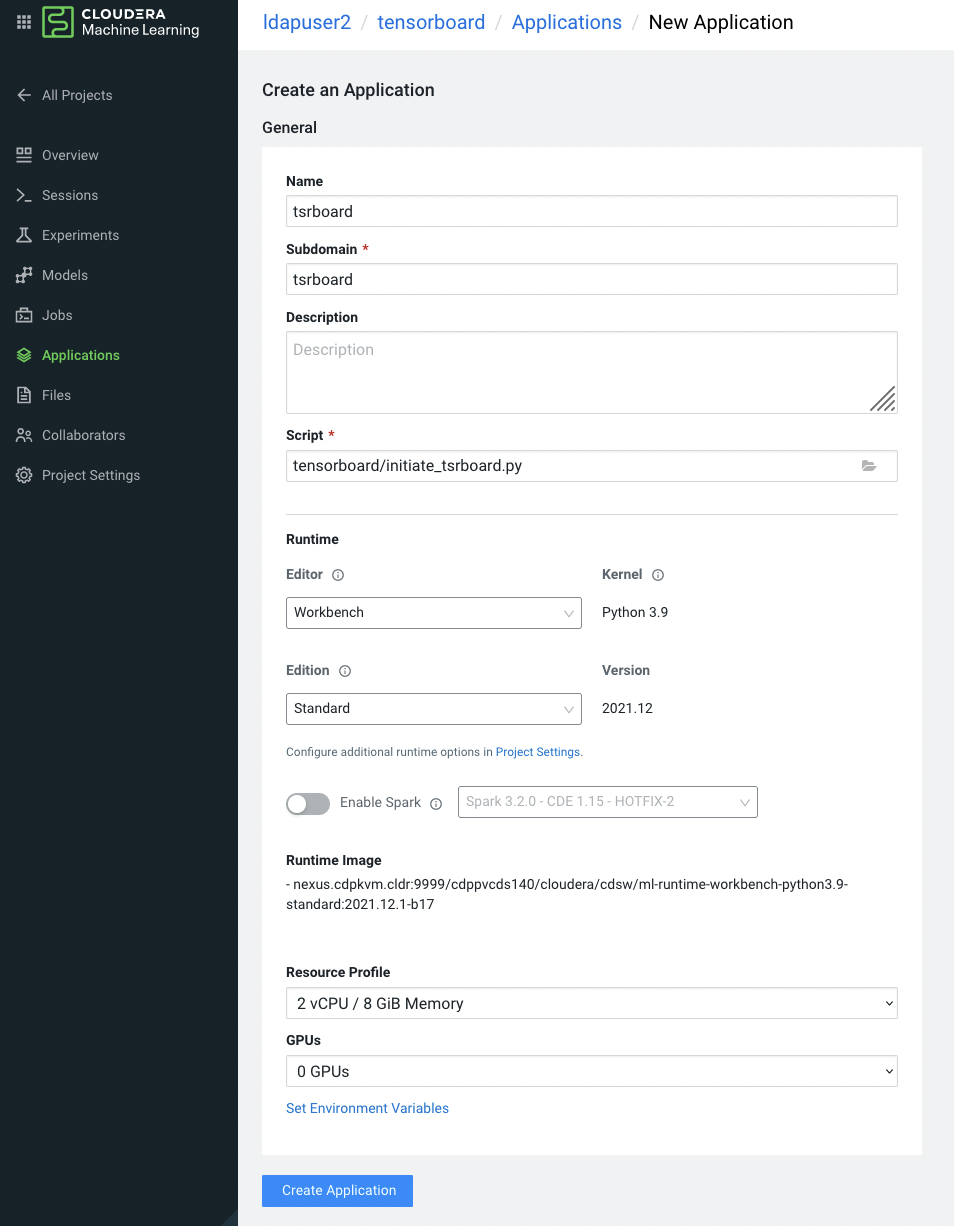 CLOUDERA
Machine Learning
ldapuser2 / tensorboard / Applications / New Application
All Projects
Overview
Sessions
Experiments
Models
Jobs
Applications
Files
Collaborators
Project Settings
Create an Application
General
Name
tsrboard
Subdomain *
tsrboard
Description
Description
Script *
tensorboard/initiate_tsrboard.py
Runtime
Editor Kernel
Workbench Python 3.9
Edition Version
Standard 2021.12
Configure additional runtime options in Project Settings.
Enable Spark Spark 3.2.0 - CDE 1.15 - HOTFIX-2
Runtime Image
- nexus.cdpkvm.cldr:9999/cdppvcds140/cloudera/cdsw/ml-runtime-workbench-python3.9-
standard:2021.12.1-b17
Resource Profile
2 vCPU / 8 GiB Memory
GPUs
0 GPUs
Set Environment Variables
Create Application